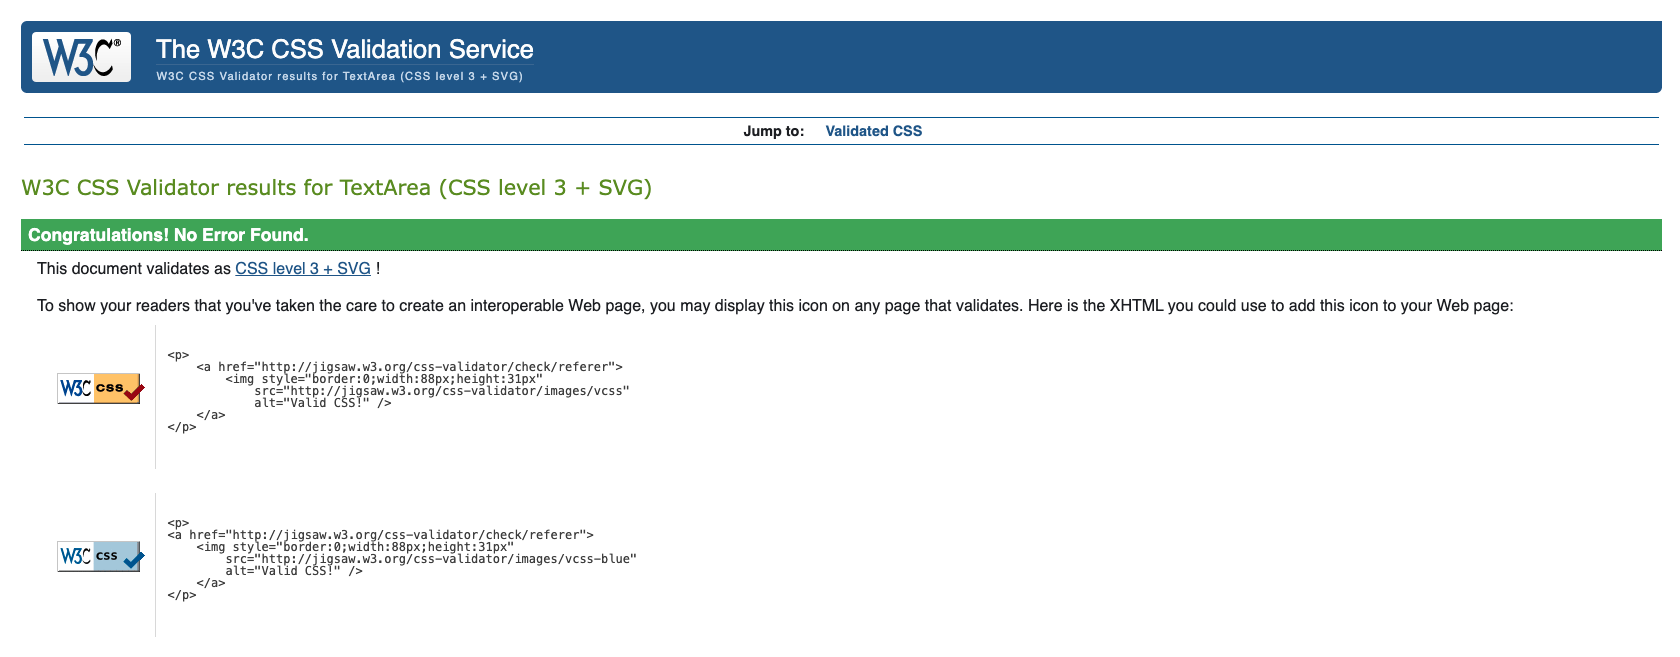 W3C®
The W3C CSS Validation Service
W3C CSS Validator results for TextArea (CSS level 3 + SVG)
Jump to: Validated CSS
W3C CSS Validator results for TextArea (CSS level 3 + SVG)
Congratulations! No Error Found.
This document validates as CSS level 3 + SVG !
To show your readers that you've taken the care to create an interoperable Web page, you may display this icon on any page that validates. Here is the XHTML you could use to add this icon to your Web page:
W3C css
<p>
    <a href="http://jigsaw.w3.org/css-validator/check/referer">
        <img style="border:0;width:88px;height:31px"
            src="http://jigsaw.w3.org/css-validator/images/vcss"
            alt="Valid CSS!" />
    </a>
</p>
W3C css
<p>
<a href="http://jigsaw.w3.org/css-validator/check/referer">
    <img style="border:0;width:88px;height:31px"
        src="http://jigsaw.w3.org/css-validator/images/vcss-blue"
        alt="Valid CSS!" />
    </a>
</p>